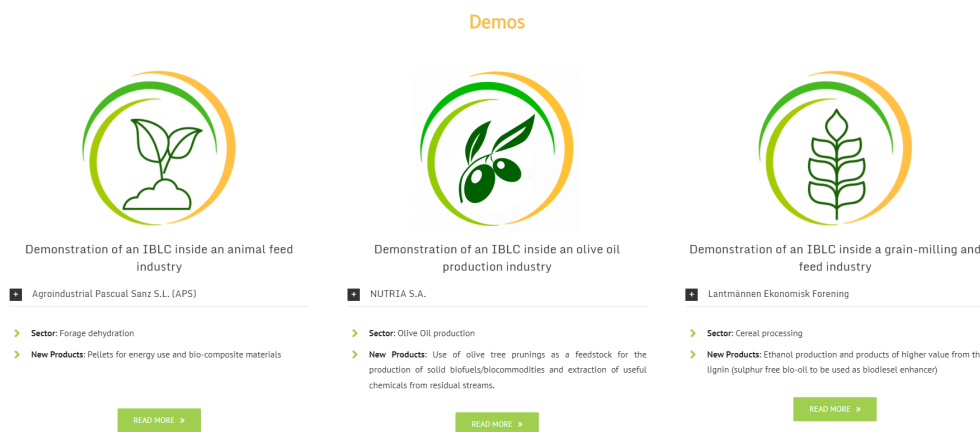 Demos
Demonstration of an IBLC inside an animal feed
industry
+ Agroindustrial Pascual Sanz S.L. (APS)
Sector: Forage dehydration
New Products: Pellets for energy use and bio-composite materials
READ MORE »
Demonstration of an IBLC inside an olive oil
production industry
+ NUTRIA S.A.
Sector: Olive Oil production
New Products: Use of olive tree prunings as a feedstock for the
production of solid biofuels/biocommodities and extraction of useful
chemicals from residual streams.
READ MORE »
Demonstration of an IBLC inside a grain-milling and
feed industry
+ Lantmännen Ekonomisk Forening
Sector: Cereal processing
New Products: Ethanol production and products of higher value from th
lignin (sulphur free bio-oil to be used as biodiesel enhancer)
READ MORE »